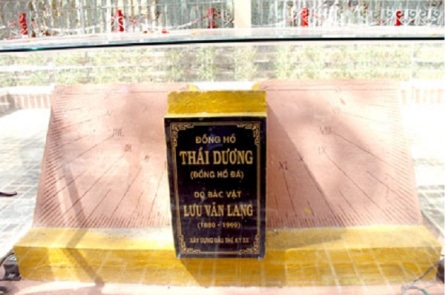 ĐỒNG HỒ
THÁI DƯƠNG
(ĐỒNG HỒ ĐÁ)
DO BÁC VẬT
LƯU VĂN LANG
(1880 - 1969)
XÂY DỰNG ĐẦU THẾ KỶ XX